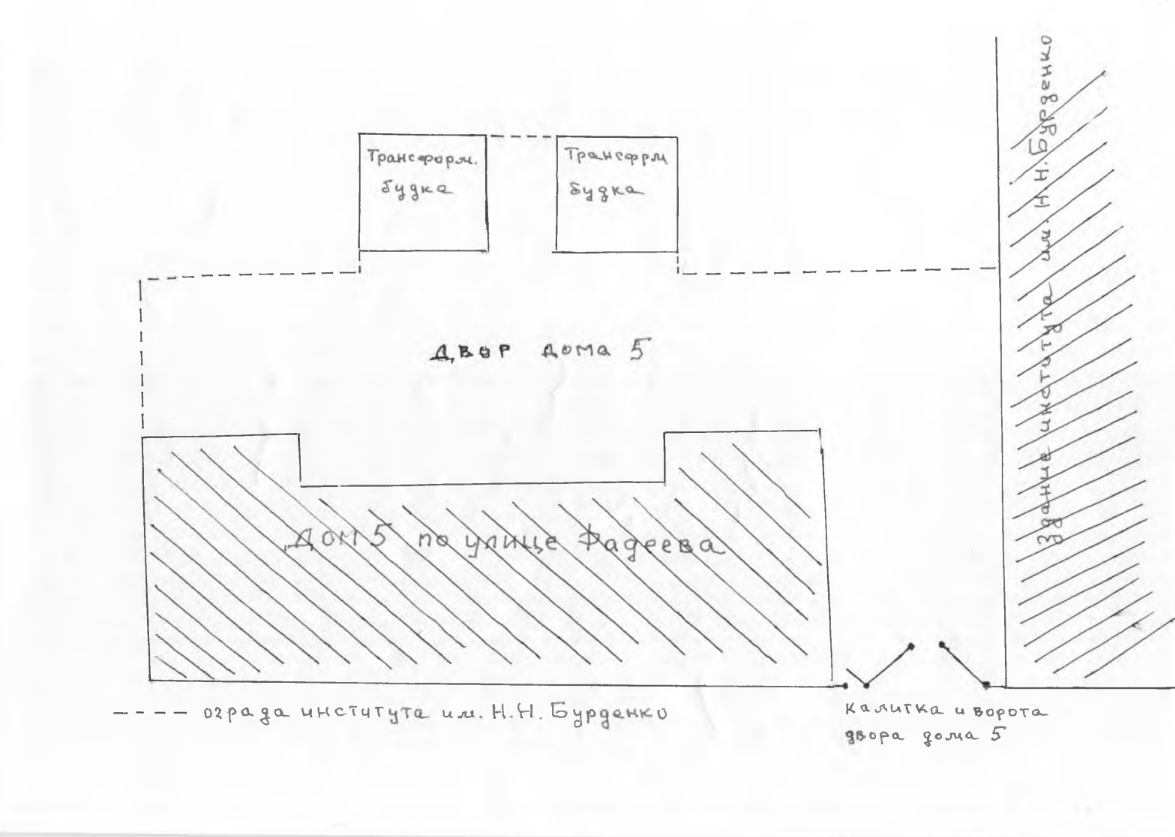 Трансформ.
будка
Трансфрм
будка
Здание института им. Н.Н. Бурденко
ДВОР ДОМА 5
ДОМ 5 по улице Фадеева
---- ограда института им. Н.Н. Бурденко
Калитка и ворота
двора дома 5